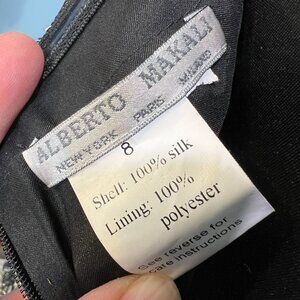 ALBERTO MAKALI
NEW YORK PARIS MILANO
8
Shell: 100% silk
Lining: 100%
polyester
See reverse for
care instructions